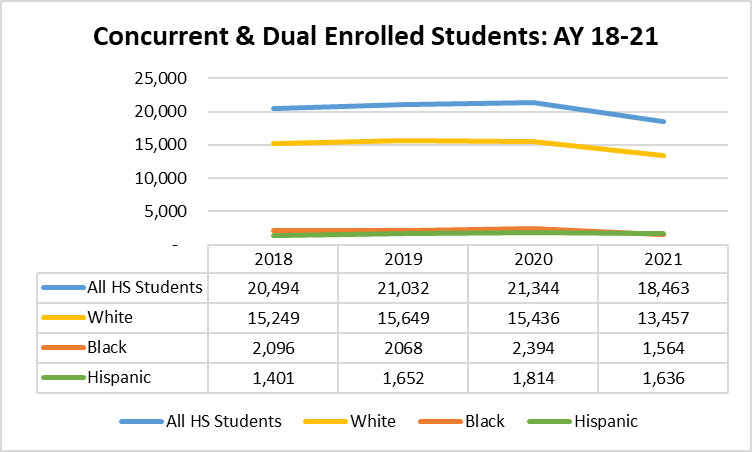 Concurrent & Dual Enrolled Students: AY 18-21
25,000
20,000
15,000
10,000
5,000
-
2018 2019 2020 2021
All HS Students 20,494 21,032 21,344 18,463
White 15,249 15,649 15,436 13,457
Black 2,096 2068 2,394 1,564
Hispanic 1,401 1,652 1,814 1,636
All HS Students White Black Hispanic